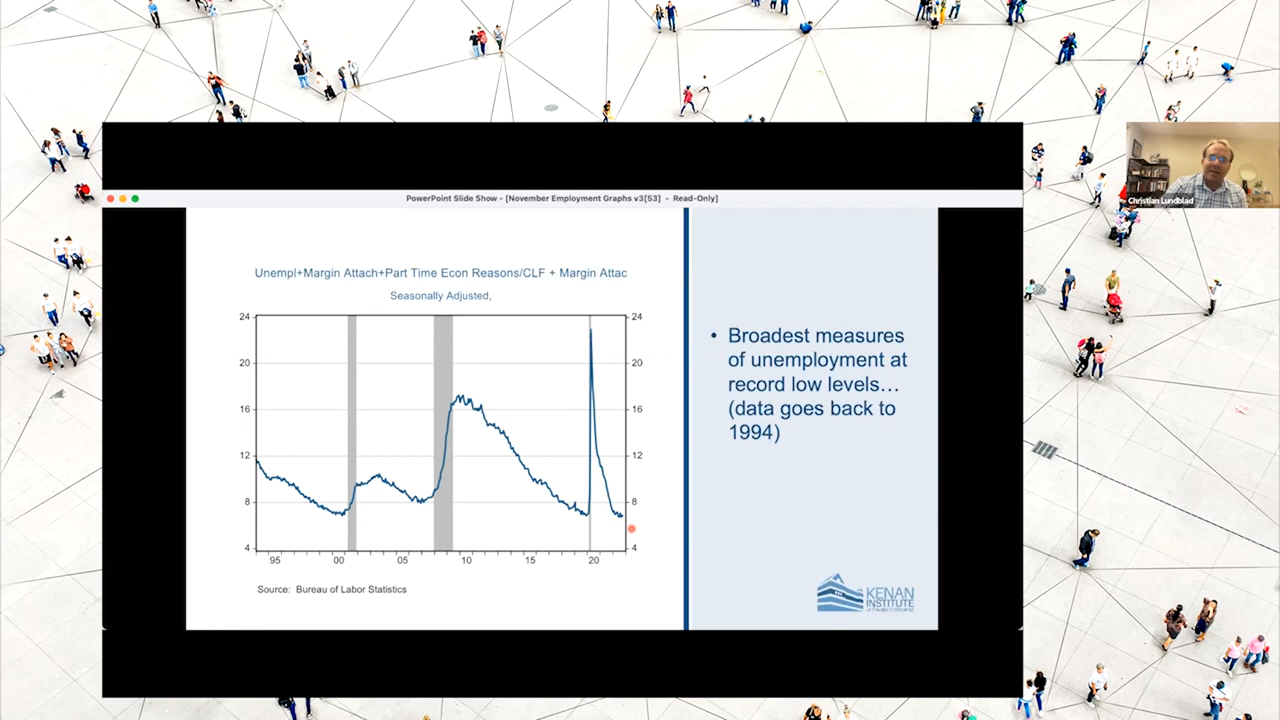 PowerPoint Slide Show - [November Employment Graphs v3[53] - Read-Only]
Christian Lundblad
Unempl+Margin Attach+Part Time Econ Reasons/CLF + Margin Attac
Seasonally Adjusted,
24 24
20 20
16 16
12 12
8 8
4 4
95 00 05 10 15 20
Source: Bureau of Labor Statistics
• Broadest measures
of unemployment at
record low levels…
(data goes back to
1994)
KENAN
INSTITUTE